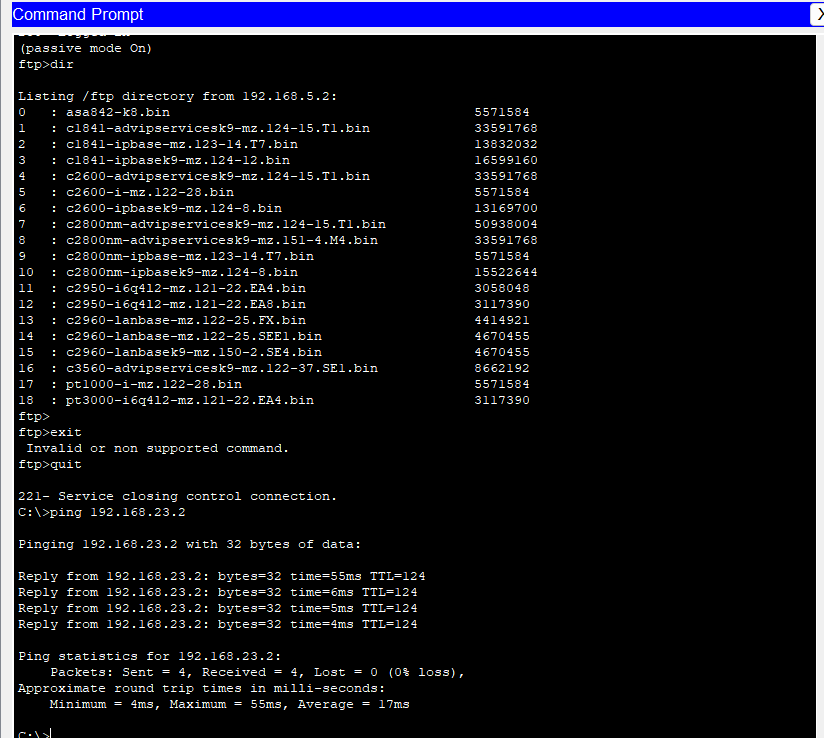 Command Prompt
(passive mode On)
ftp>dir
Listing /ftp directory from 192.168.5.2:
0 : asa842-k8.bin 5571584
1 : c1841-advipservicesk9-mz.124-15.T1.bin 33591768
2 : c1841-ipbase-mz.123-14.T7.bin 13832032
3 : c1841-ipbasek9-mz.124-12.bin 16599160
4 : c2600-advipservicesk9-mz.124-15.T1.bin 33591768
5 : c2600-i-mz.122-28.bin 5571584
6 : c2600-ipbasek9-mz.124-8.bin 13169700
7 : c2800nm-advipservicesk9-mz.124-15.T1.bin 50938004
8 : c2800nm-advipservicesk9-mz.151-4.M4.bin 33591768
9 : c2800nm-ipbase-mz.123-14.T7.bin 5571584
10 : c2800nm-ipbasek9-mz.124-8.bin 15522644
11 : c2950-i6q4l2-mz.121-22.EA4.bin 3058048
12 : c2950-i6q4l2-mz.121-22.EA8.bin 3117390
13 : c2960-lanbase-mz.122-25.FX.bin 4414921
14 : c2960-lanbase-mz.122-25.SEE1.bin 4670455
15 : c2960-lanbasek9-mz.150-2.SE4.bin 4670455
16 : c3560-advipservicesk9-mz.122-37.SE1.bin 8662192
17 : pt1000-i-mz.122-28.bin 5571584
18 : pt3000-i6q4l2-mz.121-22.EA4.bin 3117390
ftp>
ftp>exit
Invalid or non supported command.
ftp>quit
221- Service closing control connection.
C:\>ping 192.168.23.2
Pinging 192.168.23.2 with 32 bytes of data:
Reply from 192.168.23.2: bytes=32 time=55ms TTL=124
Reply from 192.168.23.2: bytes=32 time=6ms TTL=124
Reply from 192.168.23.2: bytes=32 time=5ms TTL=124
Reply from 192.168.23.2: bytes=32 time=4ms TTL=124
Ping statistics for 192.168.23.2:
Packets: Sent = 4, Received = 4, Lost = 0 (0% loss),
Approximate round trip times in milli-seconds:
Minimum = 4ms, Maximum = 55ms, Average = 17ms
C:\>